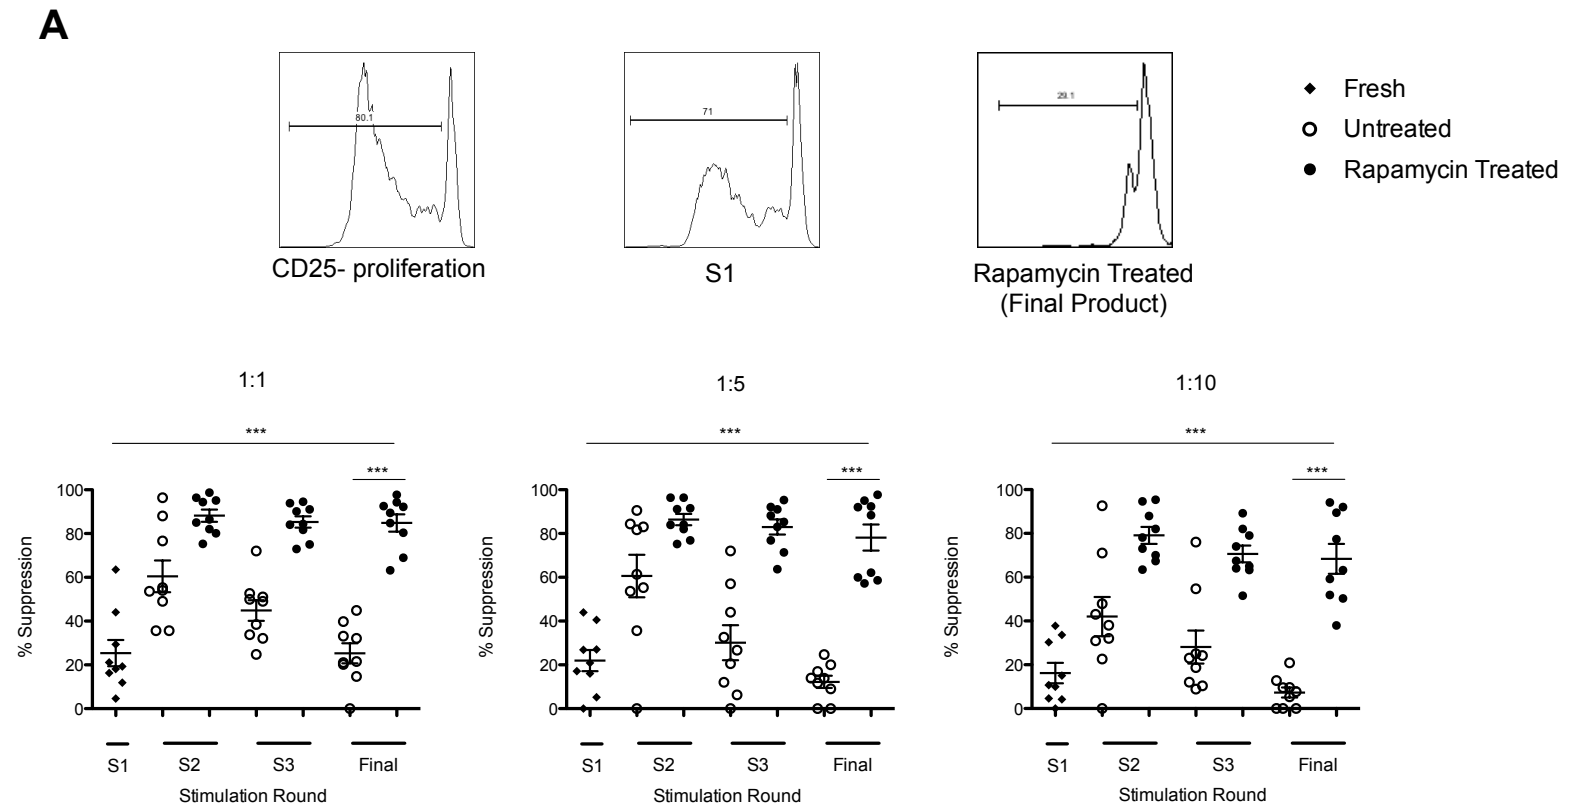 A
80.1
71
29.1
CD25- proliferation
S1
Rapamycin Treated
(Final Product)
Fresh
Untreated
Rapamycin Treated
1:1
***
***
100
80
60
40
20
0
% Suppression
S1
S2
S3
Final
Stimulation Round
1:5
***
***
100
80
60
40
20
0
% Suppression
S1
S2
S3
Final
Stimulation Round
1:10
***
***
100
80
60
40
20
0
% Suppression
S1
S2
S3
Final
Stimulation Round